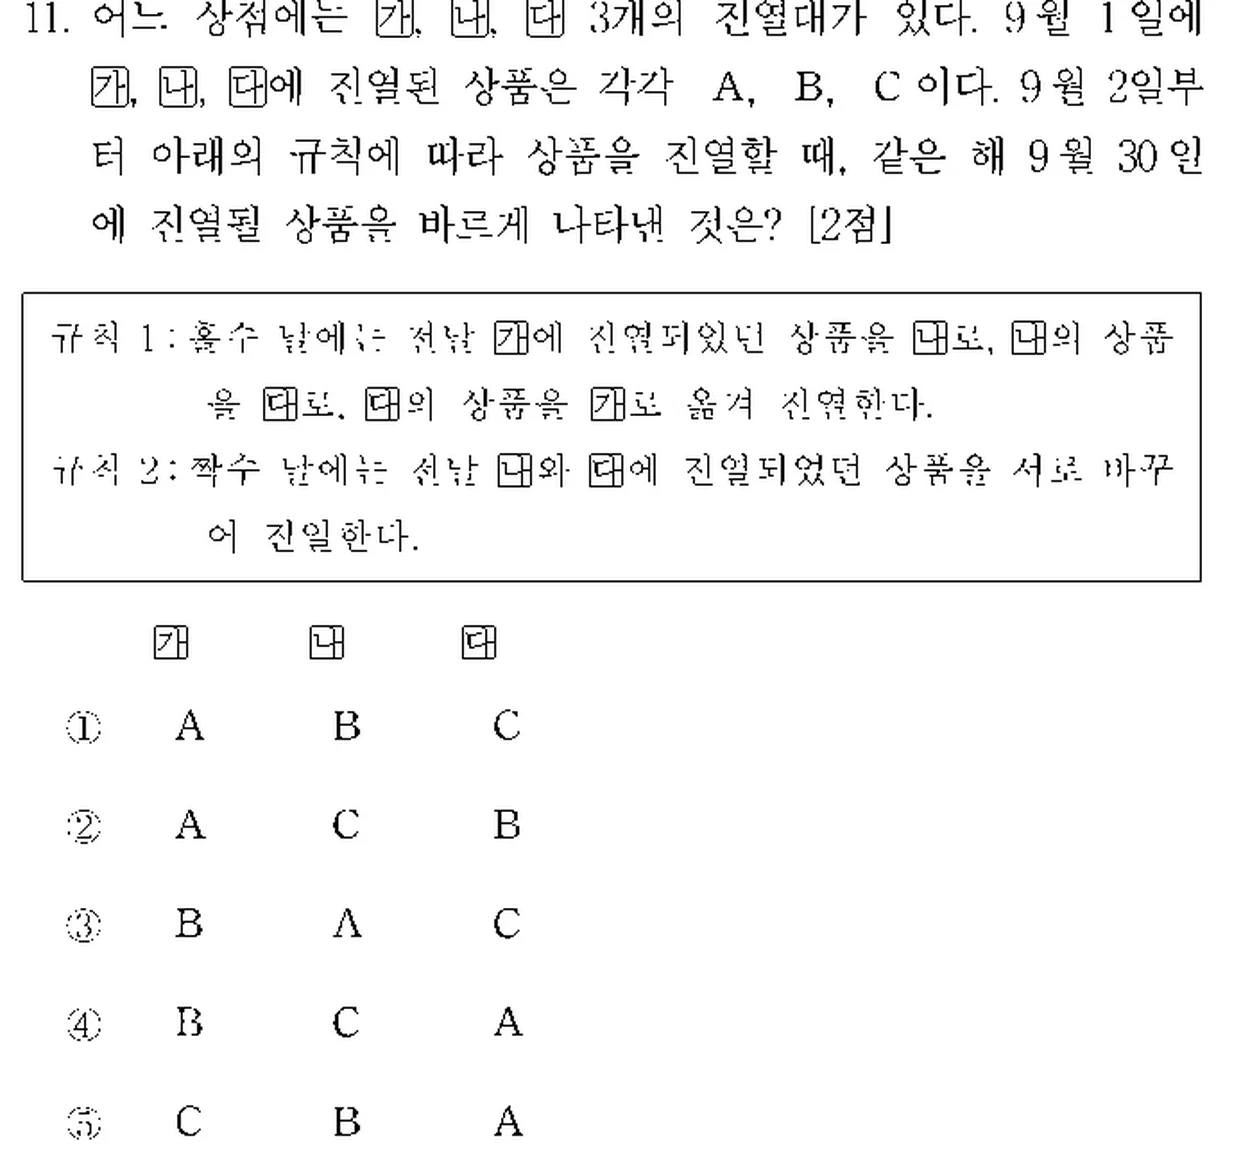 11. 어느 상점에는 가, 나, 다 3개의 진열대가 있다. 9월 1일에
가, 나, 다에 진열된 상품은 각각 A, B, C이다. 9월 2일부
터 아래의 규칙에 따라 상품을 진열할 때, 같은 해 9월 30일
에 진열될 상품을 바르게 나타낸 것은? [2점]
규칙 1: 홀수 날에는 전날 가에 진열되었던 상품을 나로, 나의 상품
을 다로, 다의 상품을 가로 옮겨 진열한다.
규칙 2: 짝수 날에는 전날 나와 다에 진열되었던 상품을 서로 바꾸
어 진열한다.
가 나 다
① A B C
② A C B
③ B A C
④ B C A
⑤ C B A